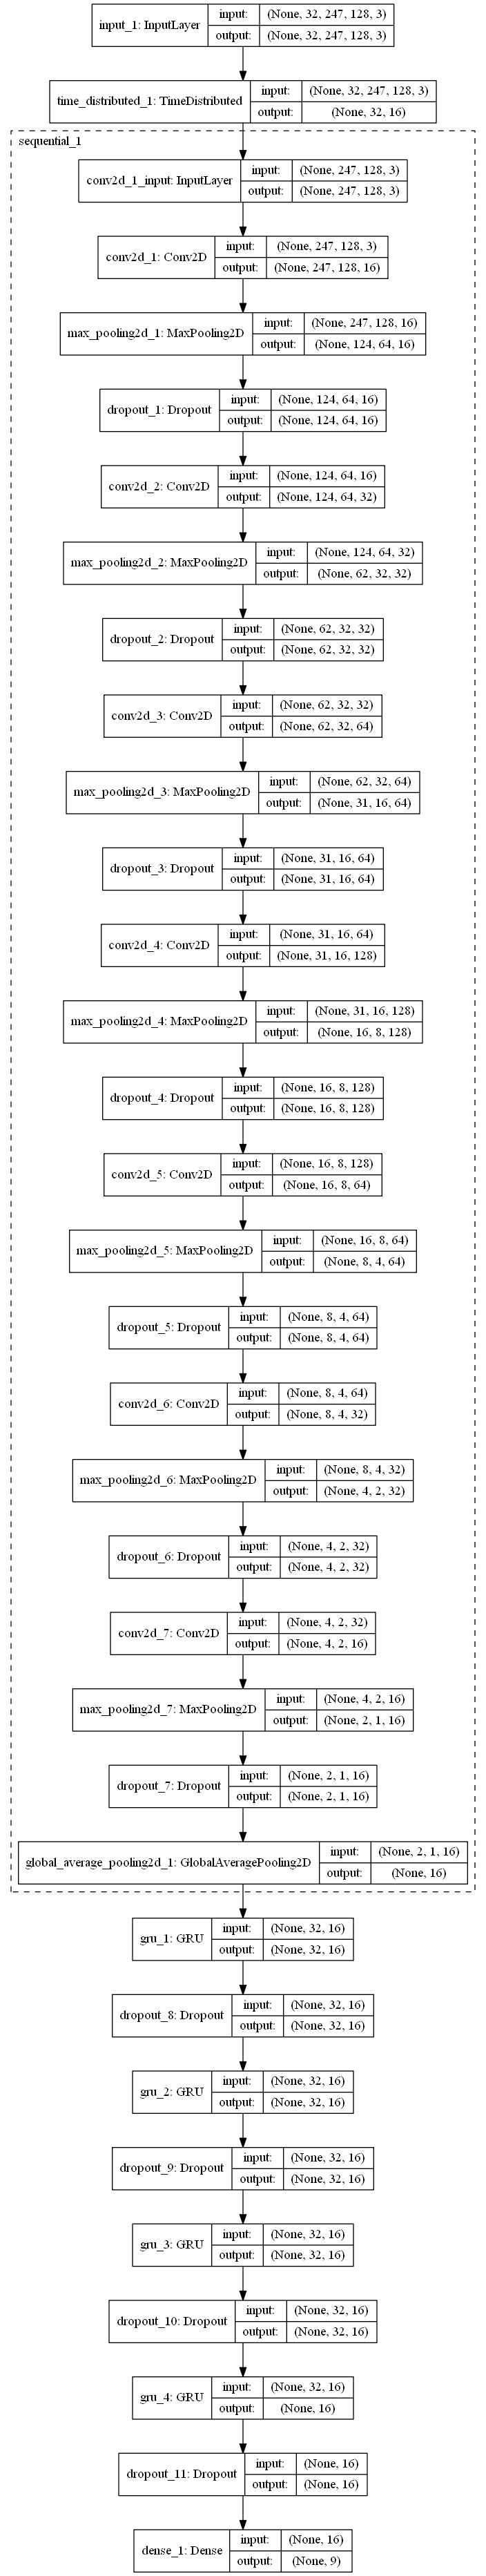 input_1: InputLayer
input: (None, 32, 247, 128, 3)
output: (None, 32, 247, 128, 3)
time_distributed_1: TimeDistributed
input: (None, 32, 247, 128, 3)
output: (None, 32, 16)
sequential_1
conv2d_1_input: InputLayer
input: (None, 247, 128, 3)
output: (None, 247, 128, 3)
conv2d_1: Conv2D
input: (None, 247, 128, 3)
output: (None, 247, 128, 16)
max_pooling2d_1: MaxPooling2D
input: (None, 247, 128, 16)
output: (None, 124, 64, 16)
dropout_1: Dropout
input: (None, 124, 64, 16)
output: (None, 124, 64, 16)
conv2d_2: Conv2D
input: (None, 124, 64, 16)
output: (None, 124, 64, 32)
max_pooling2d_2: MaxPooling2D
input: (None, 124, 64, 32)
output: (None, 62, 32, 32)
dropout_2: Dropout
input: (None, 62, 32, 32)
output: (None, 62, 32, 32)
conv2d_3: Conv2D
input: (None, 62, 32, 32)
output: (None, 62, 32, 64)
max_pooling2d_3: MaxPooling2D
input: (None, 62, 32, 64)
output: (None, 31, 16, 64)
dropout_3: Dropout
input: (None, 31, 16, 64)
output: (None, 31, 16, 64)
conv2d_4: Conv2D
input: (None, 31, 16, 64)
output: (None, 31, 16, 128)
max_pooling2d_4: MaxPooling2D
input: (None, 31, 16, 128)
output: (None, 16, 8, 128)
dropout_4: Dropout
input: (None, 16, 8, 128)
output: (None, 16, 8, 128)
conv2d_5: Conv2D
input: (None, 16, 8, 128)
output: (None, 16, 8, 64)
max_pooling2d_5: MaxPooling2D
input: (None, 16, 8, 64)
output: (None, 8, 4, 64)
dropout_5: Dropout
input: (None, 8, 4, 64)
output: (None, 8, 4, 64)
conv2d_6: Conv2D
input: (None, 8, 4, 64)
output: (None, 8, 4, 32)
max_pooling2d_6: MaxPooling2D
input: (None, 8, 4, 32)
output: (None, 4, 2, 32)
dropout_6: Dropout
input: (None, 4, 2, 32)
output: (None, 4, 2, 32)
conv2d_7: Conv2D
input: (None, 4, 2, 32)
output: (None, 4, 2, 16)
max_pooling2d_7: MaxPooling2D
input: (None, 4, 2, 16)
output: (None, 2, 1, 16)
dropout_7: Dropout
input: (None, 2, 1, 16)
output: (None, 2, 1, 16)
global_average_pooling2d_1: GlobalAveragePooling2D
input: (None, 2, 1, 16)
output: (None, 16)
gru_1: GRU
input: (None, 32, 16)
output: (None, 32, 16)
dropout_8: Dropout
input: (None, 32, 16)
output: (None, 32, 16)
gru_2: GRU
input: (None, 32, 16)
output: (None, 32, 16)
dropout_9: Dropout
input: (None, 32, 16)
output: (None, 32, 16)
gru_3: GRU
input: (None, 32, 16)
output: (None, 32, 16)
dropout_10: Dropout
input: (None, 32, 16)
output: (None, 32, 16)
gru_4: GRU
input: (None, 32, 16)
output: (None, 16)
dropout_11: Dropout
input: (None, 16)
output: (None, 16)
dense_1: Dense
input: (None, 16)
output: (None, 9)